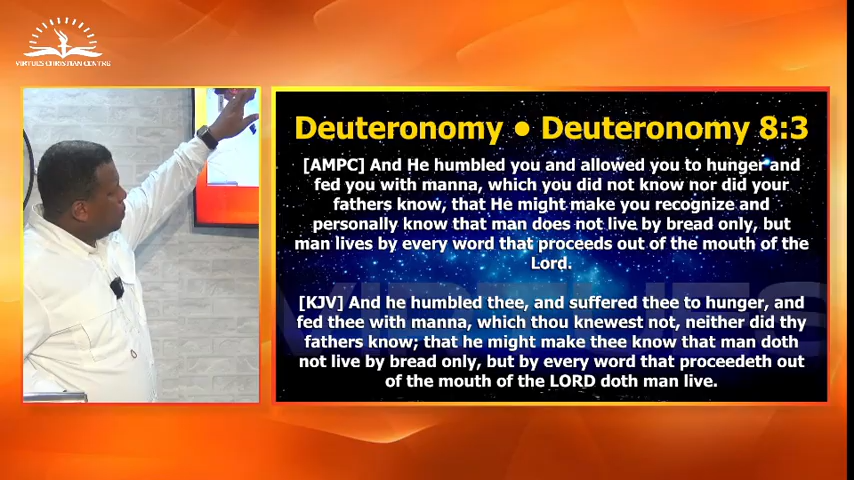 VIRTUES CHRISTIAN CENTRE
Deuteronomy • Deuteronomy 8:3
[AMPC] And He humbled you and allowed you to hunger and
fed you with manna, which you did not know nor did your
fathers know, that He might make you recognize and
personally know that man does not live by bread only, but
man lives by every word that proceeds out of the mouth of the
Lord.
[KJV] And he humbled thee, and suffered thee to hunger, and
fed thee with manna, which thou knewest not, neither did thy
fathers know; that he might make thee know that man doth
not live by bread only, but by every word that proceedeth out
of the mouth of the LORD doth man live.
VIRTUES